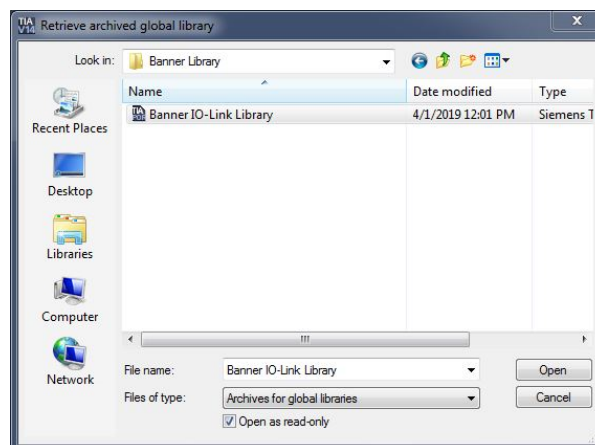 Retrieve archived global library
Look in: Banner Library
Name Date modified Type
Banner IO-Link Library 4/1/2019 12:01 PM Siemens T
Recent Places
Desktop
Libraries
Computer
Network
File name: Banner IO-Link Library Open
Files of type: Archives for global libraries Cancel
Open as read-only